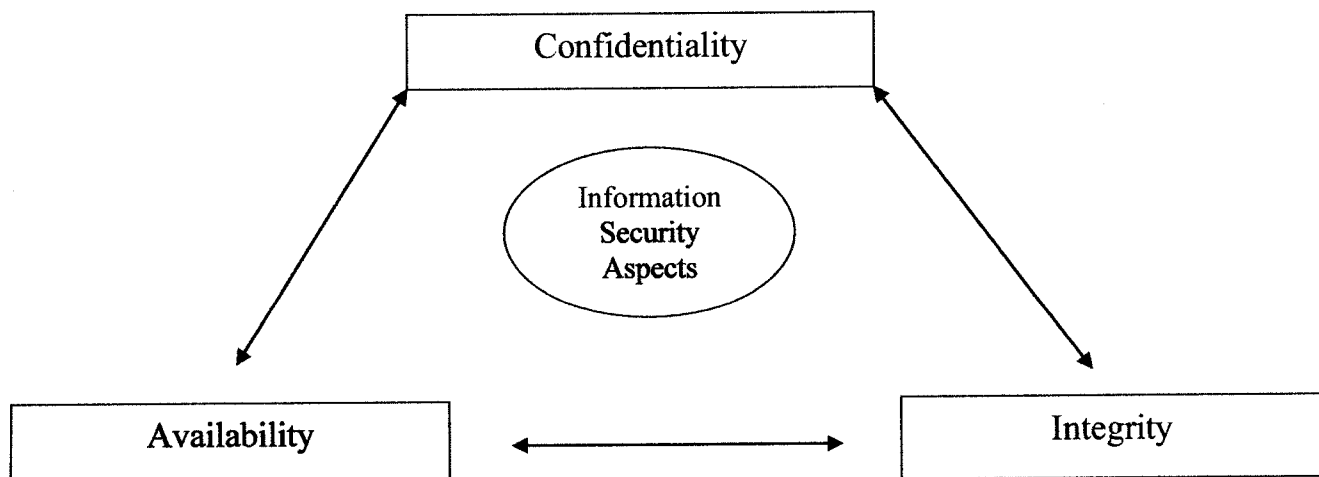 Confidentiality
Information
Security
Aspects
Availability
Integrity